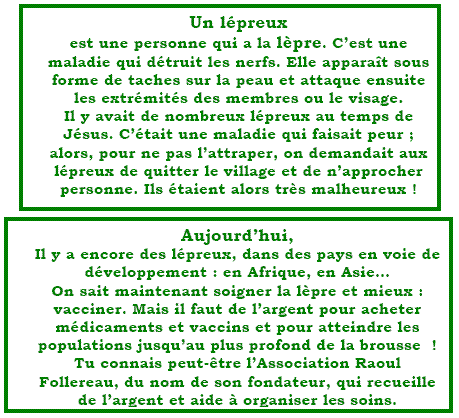 Un lépreux
est une personne qui a la lèpre. C'est une
maladie qui détruit les nerfs. Elle apparaît sous
forme de taches sur la peau et attaque ensuite
les extrémités des membres ou le visage.
Il y avait de nombreux lépreux au temps de
Jésus. C'était une maladie qui faisait peur ;
alors, pour ne pas l'attraper, on demandait aux
lépreux de quitter le village et de n'approcher
personne. Ils étaient alors très malheureux !
Aujourd'hui,
Il y a encore des lépreux, dans des pays en voie de
développement : en Afrique, en Asie...
On sait maintenant soigner la lèpre et mieux :
vacciner. Mais il faut de l'argent pour acheter
médicaments et vaccins et pour atteindre les
populations jusqu'au plus profond de la brousse !
Tu connais peut-être l'Association Raoul
Follereau, du nom de son fondateur, qui recueille
de l'argent et aide à organiser les soins.